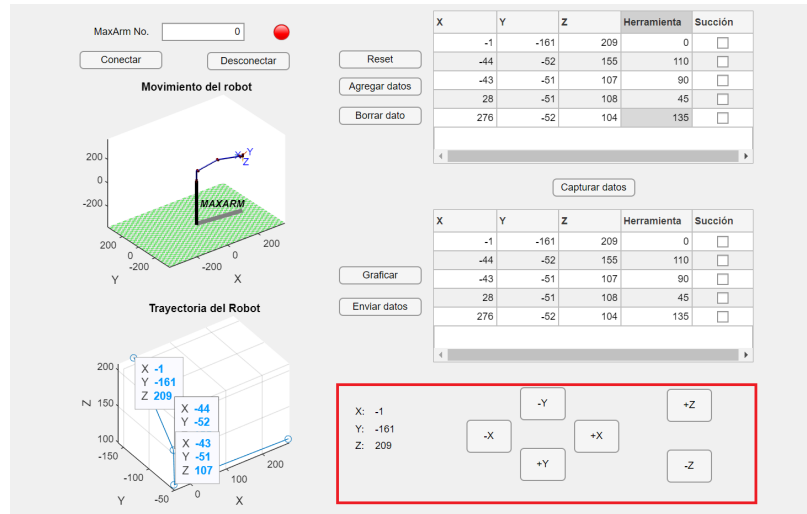 MaxArm No. 0
Conectar Desconectar
Movimiento del robot
200
0
-200
X Y
Z
MAXARM
200
0
-200
Y
-200
0
200
X
Trayectoria del Robot
200
150
100
Z
-150
-100
-50
Y
0
100
200
X
X -1
Y -161
Z 209
X -44
Y -52
X -43
Y -51
Z 107
Reset
Agregar datos
Borrar dato
X Y Z Herramienta Succión
-1 -161 209 0
-44 -52 155 110
-43 -51 107 90
28 -51 108 45
276 -52 104 135
Capturar datos
Graficar
Enviar datos
X Y Z Herramienta Succión
-1 -161 209 0
-44 -52 155 110
-43 -51 107 90
28 -51 108 45
276 -52 104 135
X: -1
Y: -161
Z: 209
-Y
-X +X
+Y
+Z
-Z